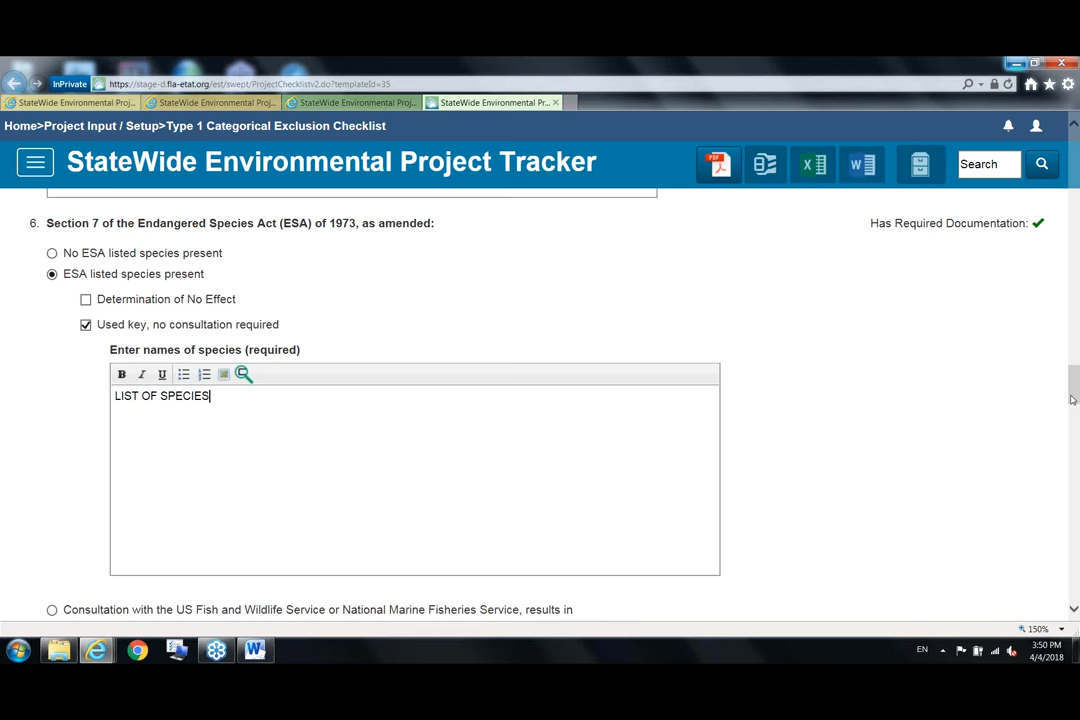 InPrivate https://stage-d.fla-etat.org/est/swept/ProjectChecklistv2.do?templateId=35
StateWide Environmental Proj... StateWide Environmental Proj... StateWide Environmental Proj... StateWide Environmental Pr...
Home>Project Input / Setup>Type 1 Categorical Exclusion Checklist
StateWide Environmental Project Tracker
PDF
X
W
Search
6. Section 7 of the Endangered Species Act (ESA) of 1973, as amended: Has Required Documentation:
No ESA listed species present
ESA listed species present
Determination of No Effect
Used key, no consultation required
Enter names of species (required)
B I U
LIST OF SPECIES
Consultation with the US Fish and Wildlife Service or National Marine Fisheries Service, results in
150%
EN 3:50 PM
4/4/2018